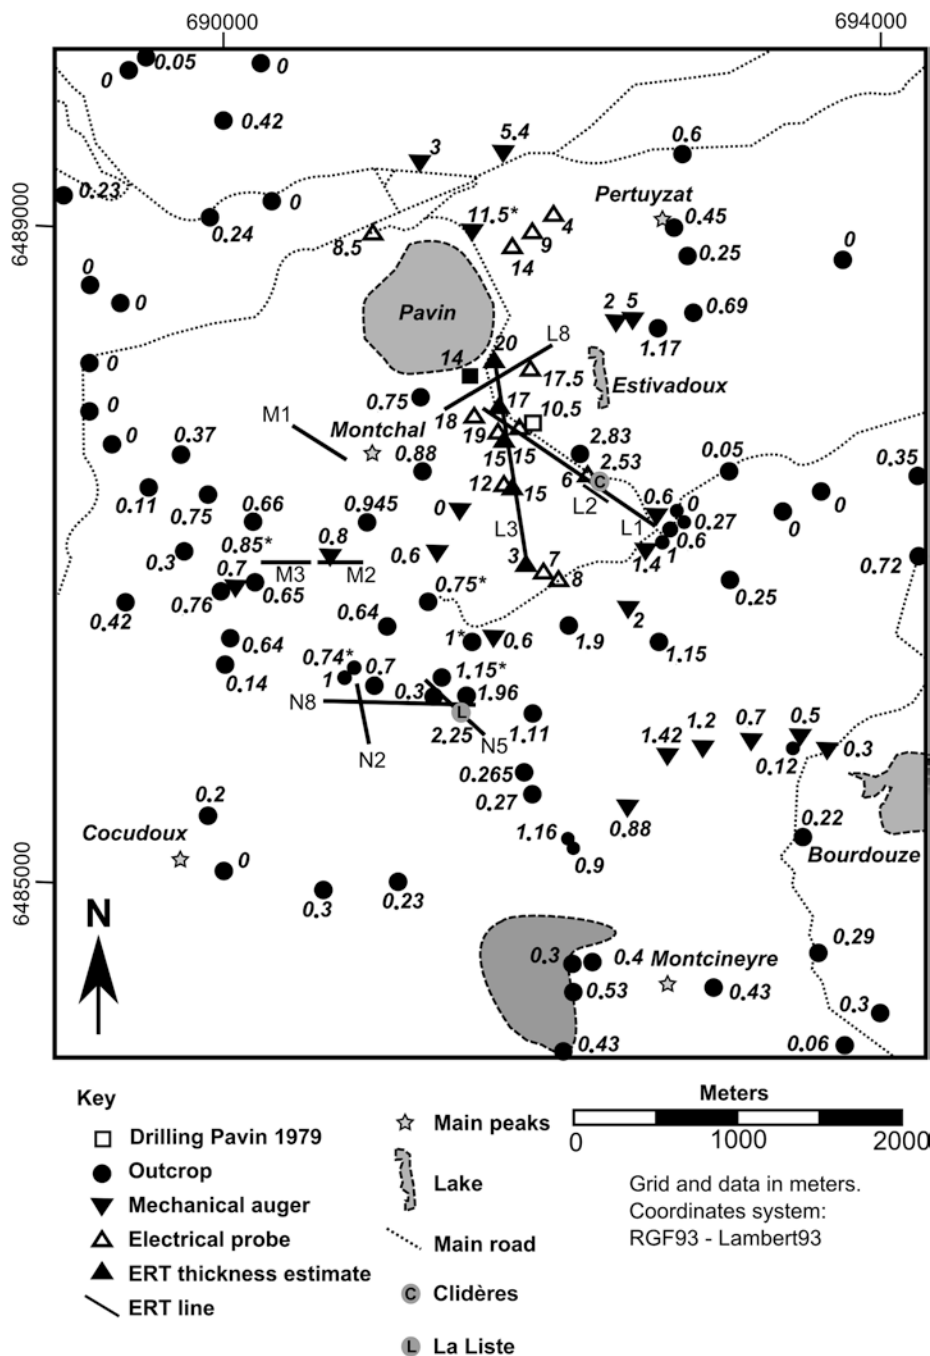 690000 694000
0.05
0 0
0.42
3 5.4 0.6
0.23 0 Pertuyzat
6489000
0.24 8.5 11.5* 4 0.45
9
14 0.25 0
0
0 Pavin 2 5 0.69
1.17
L8
20
0 14 17.5 Estivadoux
0.75 17 10.5
0 M1 18
Montchal 19 2.83
0 0.37 0.88 15 15 2.53 0.05 0.35
12 6 C
0.11 0.75 15 L2 0.6 0 0
0.66 0.945 0 L3 L1 0.27 0
0.85* 0.8 0.6
0.3 0.6 3 7 1.4 1 0.72
0.7 M3 M2
0.76 0.65 0.75* 8 0.25
0.42 0.64 2
0.64 1* 0.6 1.9 1.15
0.14 0.74* 0.7 1.15*
1
N8 0.3 1.96
L 1.2 0.7 0.5
2.25 1.11 1.42 0.3
N2 N5 0.12
0.265
0.2 0.27
0.88 0.22
Cocudoux 1.16
0 0.9 Bourdouze
6485000
0.3 0.23
N
0.29
0.3 0.4 Montcineyre
0.53 0.43
0.3
0.43 0.06
Key
Drilling Pavin 1979
Outcrop
Mechanical auger
Electrical probe
ERT thickness estimate
ERT line
Main peaks
Lake
Main road
C Clidères
L La Liste
Meters
0 1000 2000
Grid and data in meters.
Coordinates system:
RGF93 - Lambert93